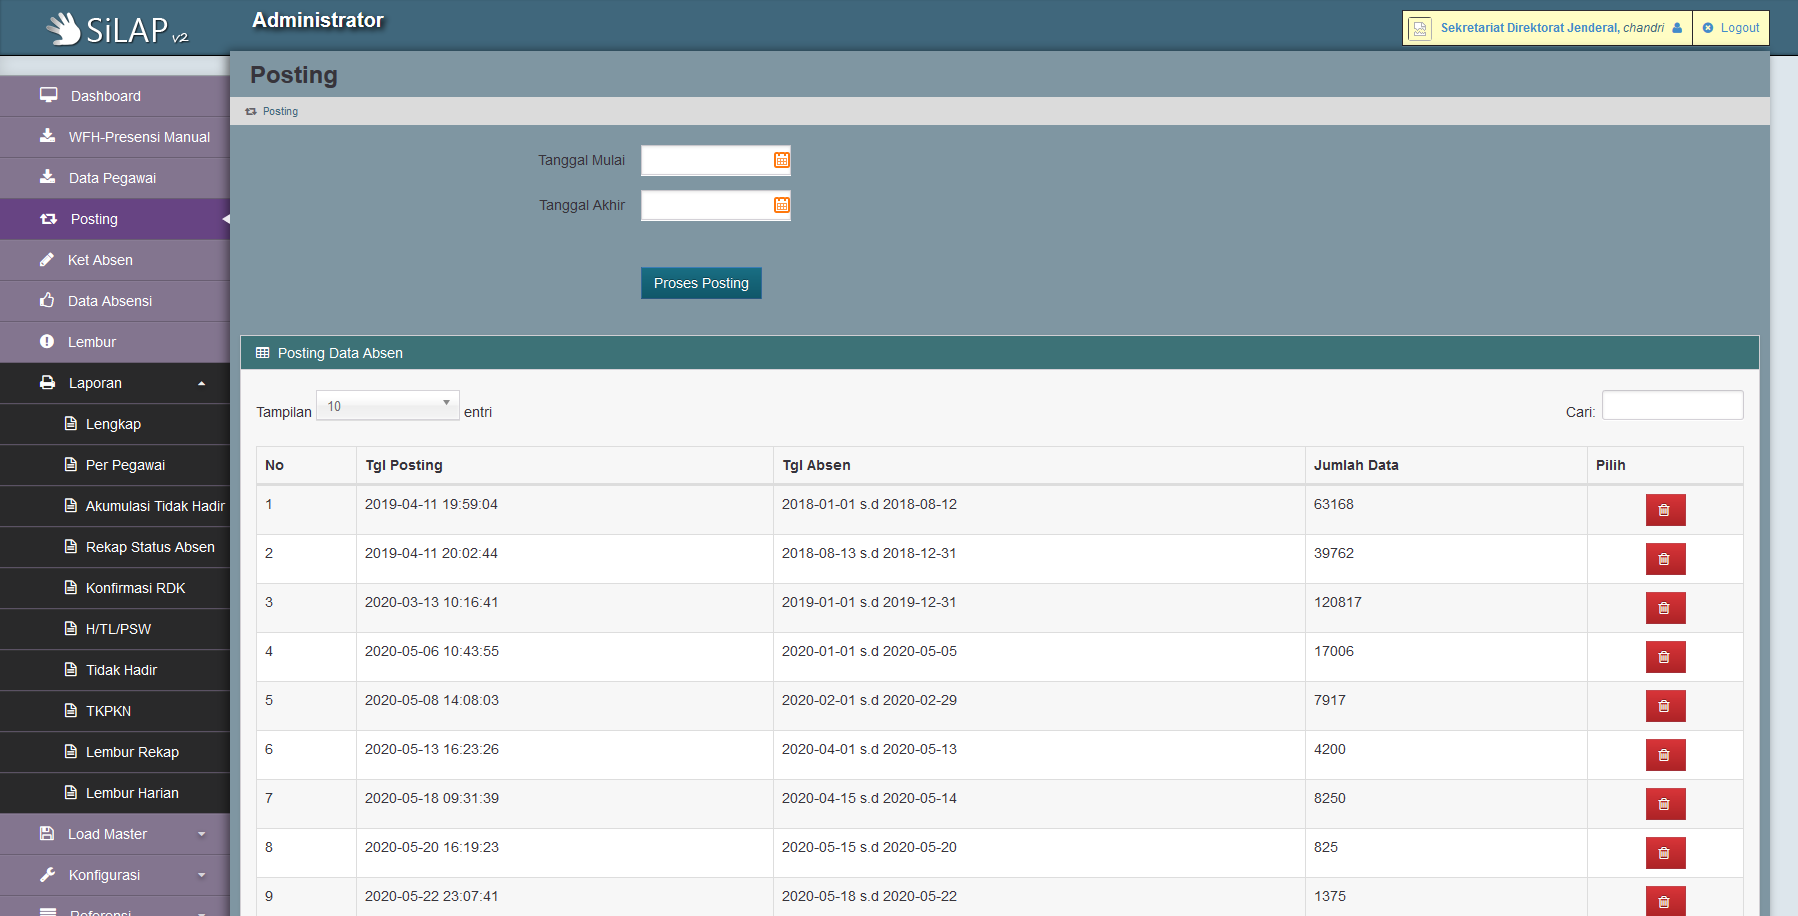 SiLAP v2
Administrator
Sekretariat Direktorat Jenderal, chandri
Logout
Dashboard
WFH-Presensi Manual
Data Pegawai
Posting
Ket Absen
Data Absensi
Lembur
Laporan
Lengkap
Per Pegawai
Akumulasi Tidak Hadir
Rekap Status Absen
Konfirmasi RDK
H/TL/PSW
Tidak Hadir
TKPKN
Lembur Rekap
Lembur Harian
Load Master
Konfigurasi
Referensi
Posting
Posting
Tanggal Mulai
Tanggal Akhir
Proses Posting
Posting Data Absen
Tampilan 10 entri
Cari:
No Tgl Posting Tgl Absen Jumlah Data Pilih
1 2019-04-11 19:59:04 2018-01-01 s.d 2018-08-12 63168
2 2019-04-11 20:02:44 2018-08-13 s.d 2018-12-31 39762
3 2020-03-13 10:16:41 2019-01-01 s.d 2019-12-31 120817
4 2020-05-06 10:43:55 2020-01-01 s.d 2020-05-05 17006
5 2020-05-08 14:08:03 2020-02-01 s.d 2020-02-29 7917
6 2020-05-13 16:23:26 2020-04-01 s.d 2020-05-13 4200
7 2020-05-18 09:31:39 2020-04-15 s.d 2020-05-14 8250
8 2020-05-20 16:19:23 2020-05-15 s.d 2020-05-20 825
9 2020-05-22 23:07:41 2020-05-18 s.d 2020-05-22 1375